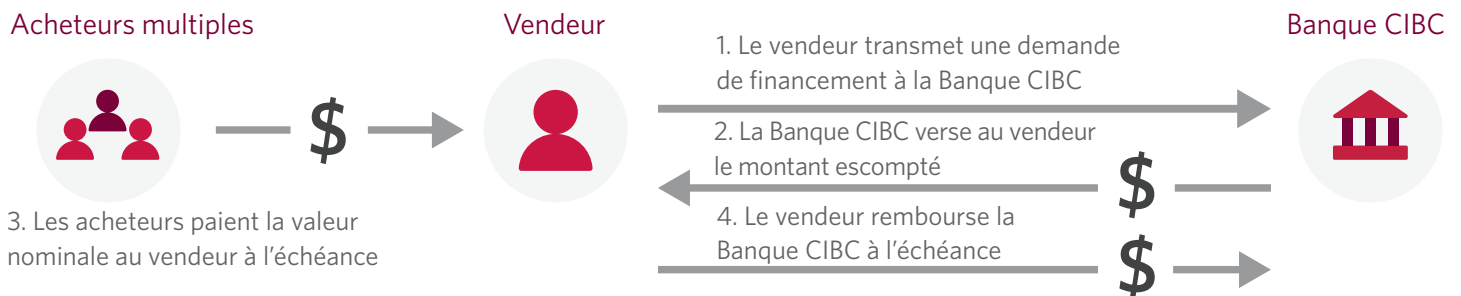 Acheteurs multiples
Vendeur
Banque CIBC
1. Le vendeur transmet une demande
de financement à la Banque CIBC
$
2. La Banque CIBC verse au vendeur
le montant escompté
$
3. Les acheteurs paient la valeur
nominale au vendeur à l'échéance
4. Le vendeur rembourse la
Banque CIBC à l'échéance
$